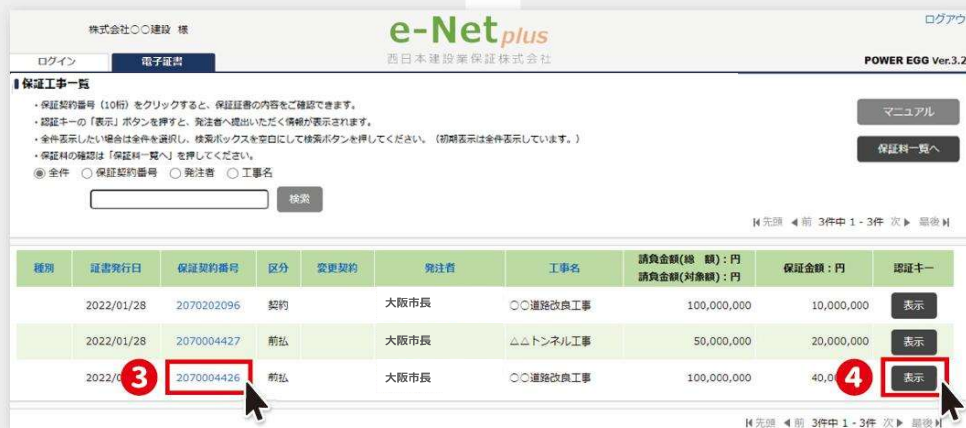 株式会社〇〇建設 様
e-Net plus
西日本建設業保証株式会社
ログアウ
ログイン
電子証書
POWER EGG Ver.3.2
保証工事一覧
・保証契約番号（10桁）をクリックすると、保証証書の内容をご確認できます。
・認証キーの「表示」ボタンを押すと、発注者へ提出いただく情報が表示されます。
・全件表示したい場合は全件を選択し、検索ボックスを空白にして検索ボタンを押してください。（初期表示は全件表示しています。）
・保証料の確認は「保証料一覧へ」を押してください。
マニュアル
保証料一覧へ
全件 保証契約番号 発注者 工事名
検索
先頭 前 3件中 1 - 3件 次 最後
種別 証書発行日 保証契約番号 区分 変更契約 発注者 工事名 請負金額(総　額)：円 保証金額：円 認証キー
請負金額(対象額)：円
2022/01/28 2070202096 契約 大阪市長 〇〇道路改良工事 100,000,000 10,000,000 表示
2022/01/28 2070004427 前払 大阪市長 △△トンネル工事 50,000,000 20,000,000 表示
2022/0 3 2070004426 前払 大阪市長 〇〇道路改良工事 100,000,000 40,0 4 表示
先頭 前 3件中 1 - 3件 次 最後